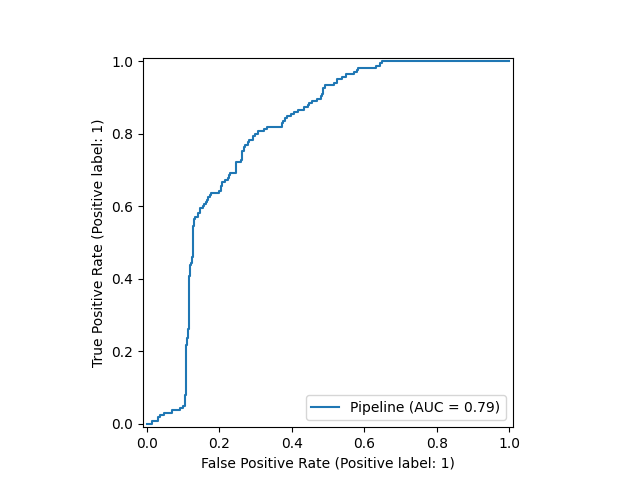 1.0
0.8
0.6
0.4
0.2
0.0
True Positive Rate (Positive label: 1)
Pipeline (AUC = 0.79)
0.0 0.2 0.4 0.6 0.8 1.0
False Positive Rate (Positive label: 1)